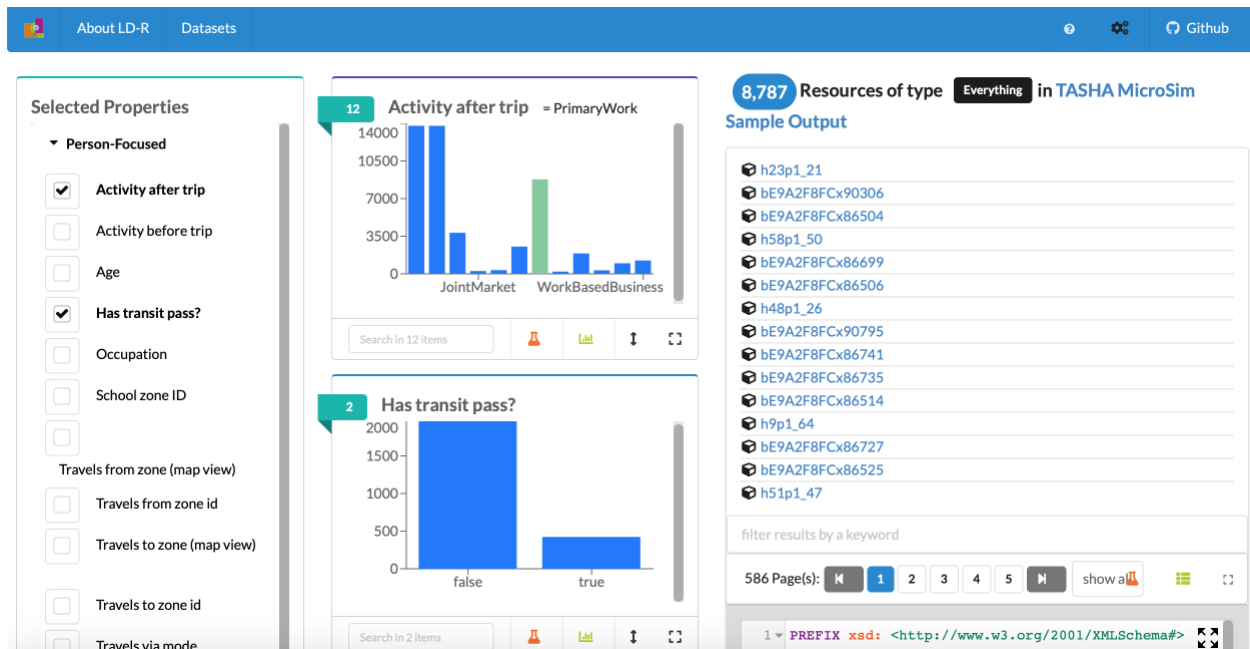 About LD-R
Datasets
Github
Selected Properties
Person-Focused
Activity after trip
Activity before trip
Age
Has transit pass?
Occupation
School zone ID
Travels from zone (map view)
Travels from zone id
Travels to zone (map view)
Travels to zone id
Travels via mode
12
Activity after trip = PrimaryWork
14000
10500
7000
3500
0
JointMarket WorkBasedBusiness
Search in 12 items
2
Has transit pass?
2000
1500
1000
500
0
false true
Search in 2 items
8,787 Resources of type Everything in TASHA MicroSim
Sample Output
h23p1_21
bE9A2F8FCx90306
bE9A2F8FCx86504
h58p1_50
bE9A2F8FCx86699
bE9A2F8FCx86506
h48p1_26
bE9A2F8FCx90795
bE9A2F8FCx86741
bE9A2F8FCx86735
bE9A2F8FCx86514
h9p1_64
bE9A2F8FCx86727
bE9A2F8FCx86525
h51p1_47
filter results by a keyword
586 Page(s): 1 2 3 4 5 show
1 PREFIX xsd: <http://www.w3.org/2001/XMLSchema#>